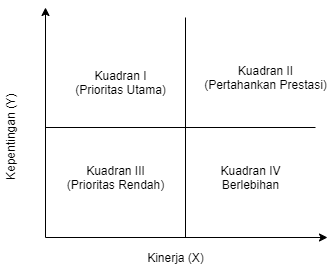 Kepentingan (Y)
Kuadran I
(Prioritas Utama)
Kuadran II
(Pertahankan Prestasi)
Kuadran III
(Prioritas Rendah)
Kuadran IV
Berlebihan
Kinerja (X)